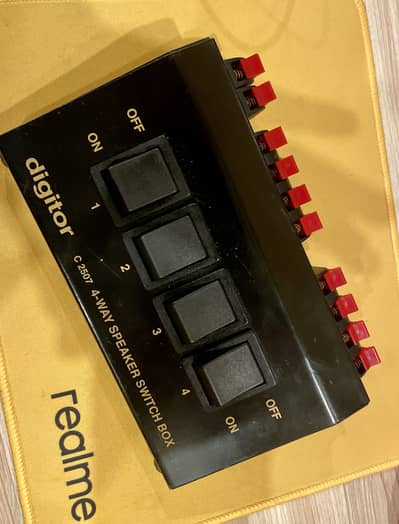 OFF
ON
digitor
1
2
3
4
C 2507 4-WAY SPEAKER SWITCH BOX
ON
OFF
realme